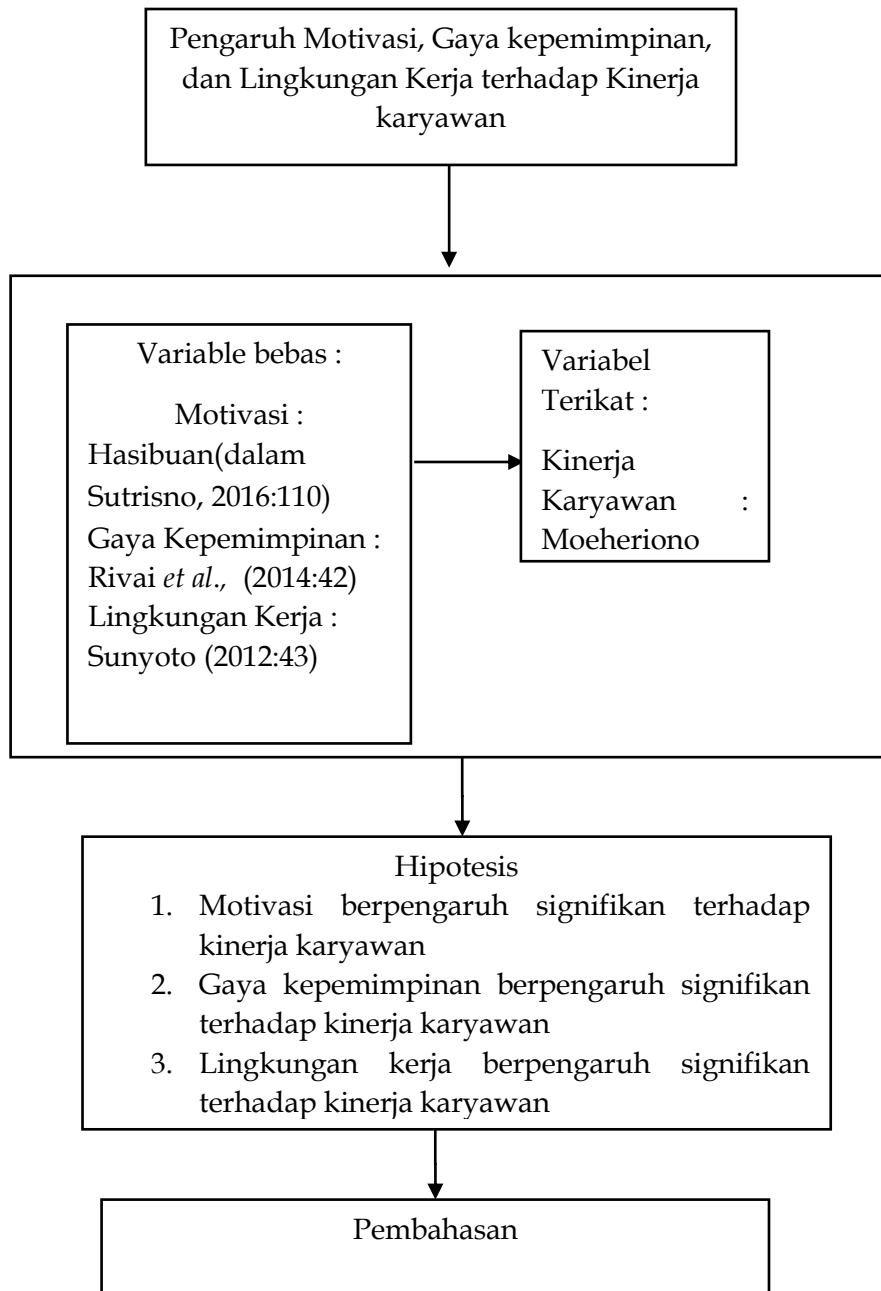 Pengaruh Motivasi, Gaya kepemimpinan,
dan Lingkungan Kerja terhadap Kinerja
karyawan
Variable bebas :
Motivasi :
Hasibuan(dalam
Sutrisno, 2016:110)
Gaya Kepemimpinan :
Rivai et al., (2014:42)
Lingkungan Kerja :
Sunyoto (2012:43)
Variabel
Terikat :
Kinerja
Karyawan :
Moeheriono
Hipotesis
1. Motivasi berpengaruh signifikan terhadap
kinerja karyawan
2. Gaya kepemimpinan berpengaruh signifikan
terhadap kinerja karyawan
3. Lingkungan kerja berpengaruh signifikan
terhadap kinerja karyawan
Pembahasan